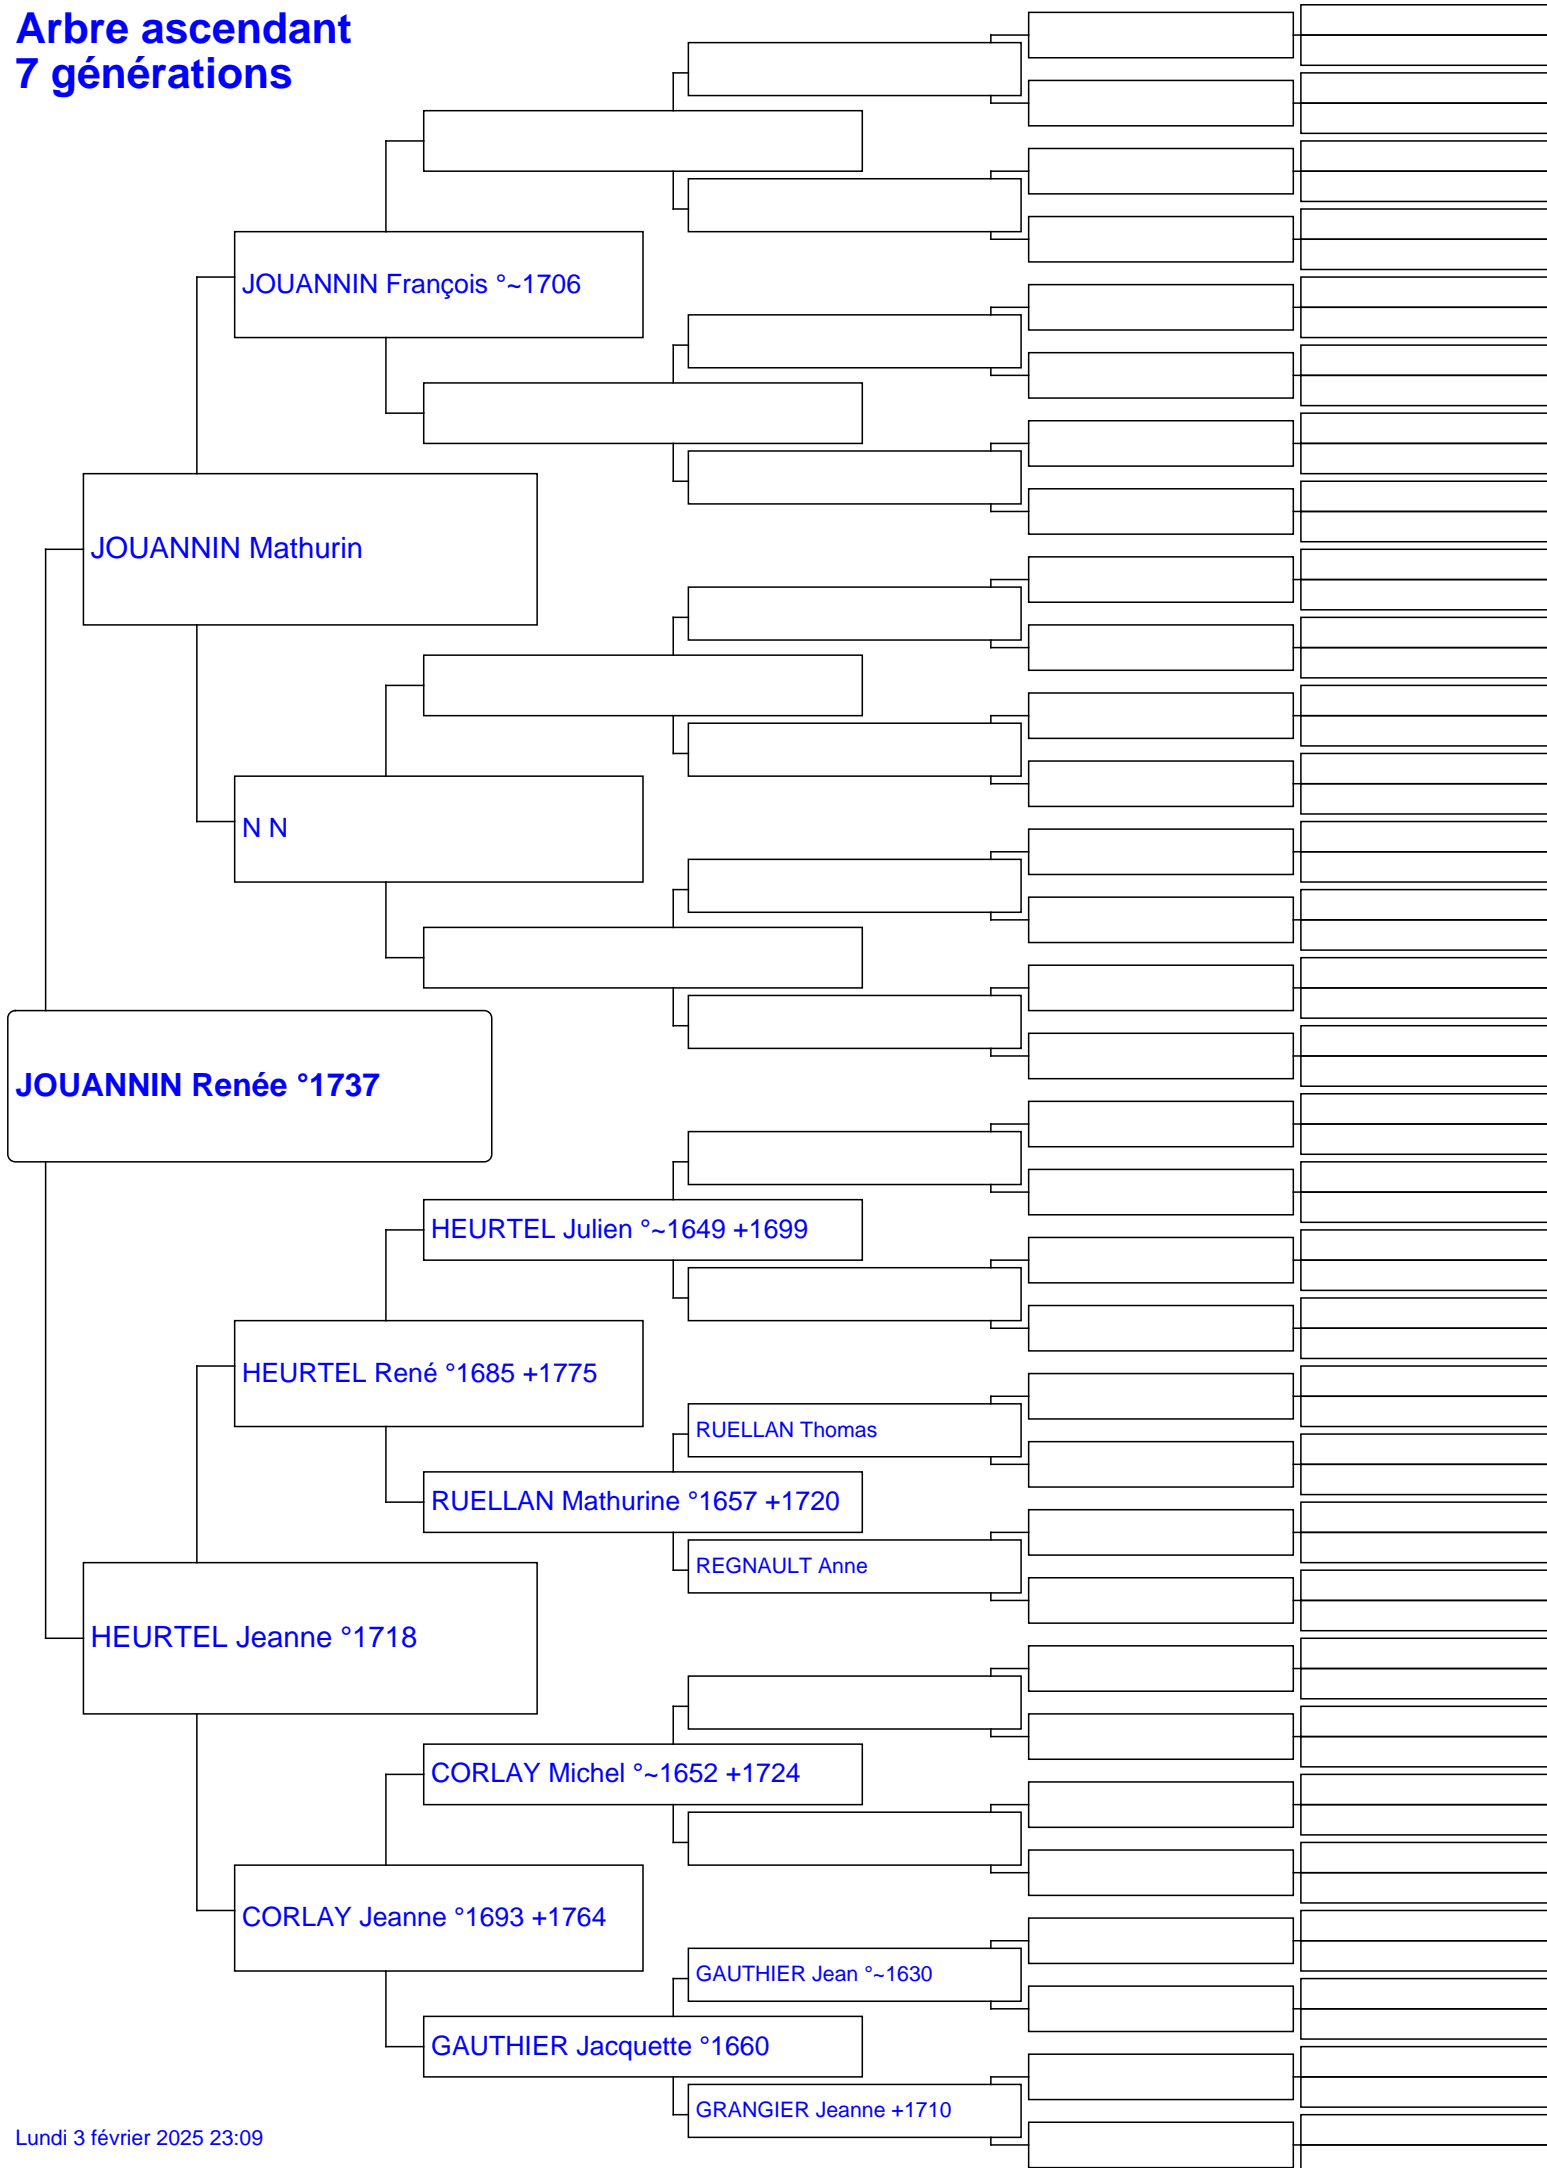 Arbre ascendant
7 générations
JOUANNIN François °~1706
JOUANNIN Mathurin
N N
JOUANNIN Renée °1737
HEURTEL Julien °~1649 +1699
HEURTEL René °1685 +1775
RUELLAN Thomas
RUELLAN Mathurine °1657 +1720
REGNAULT Anne
HEURTEL Jeanne °1718
CORLAY Michel °~1652 +1724
CORLAY Jeanne °1693 +1764
GAUTHIER Jean °~1630
GAUTHIER Jacquette °1660
GRANGIER Jeanne +1710
Lundi 3 février 2025 23:09